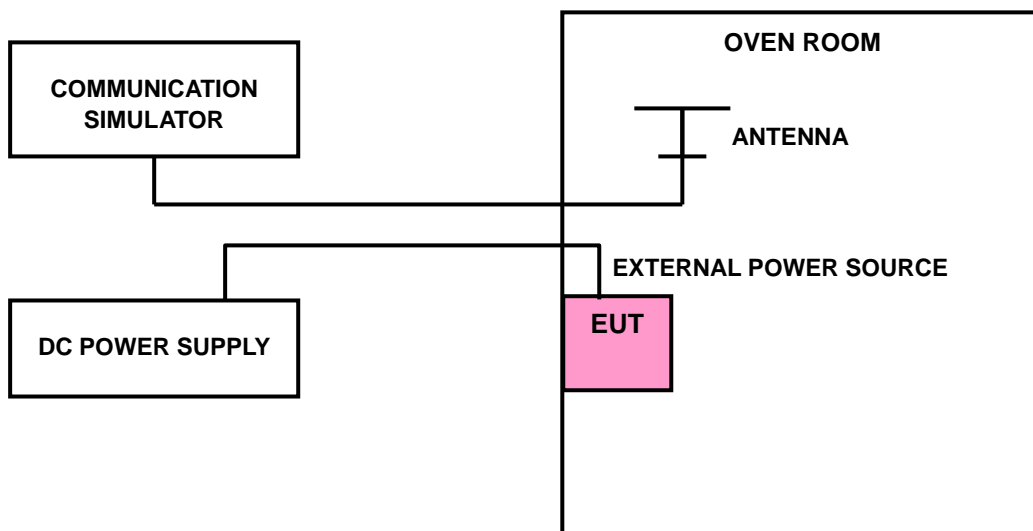 OVEN ROOM
COMMUNICATION
SIMULATOR
ANTENNA
EXTERNAL POWER SOURCE
EUT
DC POWER SUPPLY